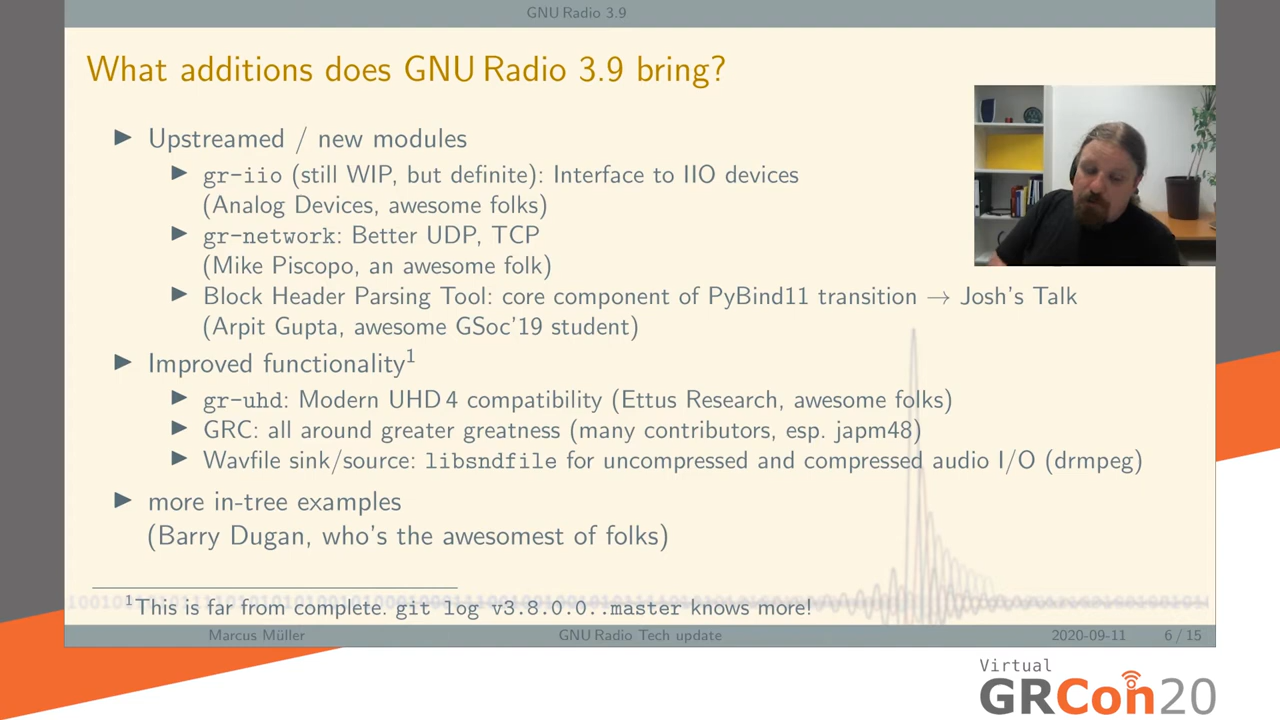 GNU Radio 3.9
What additions does GNU Radio 3.9 bring?
▶ Upstreamed / new modules
▶ gr-iio (still WIP, but definite): Interface to IIO devices
(Analog Devices, awesome folks)
▶ gr-network: Better UDP, TCP
(Mike Piscopo, an awesome folk)
▶ Block Header Parsing Tool: core component of PyBind11 transition → Josh's Talk
(Arpit Gupta, awesome GSoc'19 student)
▶ Improved functionality¹
▶ gr-uhd: Modern UHD 4 compatibility (Ettus Research, awesome folks)
▶ GRC: all around greater greatness (many contributors, esp. japm48)
▶ Wavfile sink/source: libsndfile for uncompressed and compressed audio I/O (drmpeg)
▶ more in-tree examples
(Barry Dugan, who's the awesomest of folks)
¹This is far from complete. git log v3.8.0.0..master knows more!
Marcus Müller GNU Radio Tech update 2020-09-11 6 / 15
Virtual
GRCon20